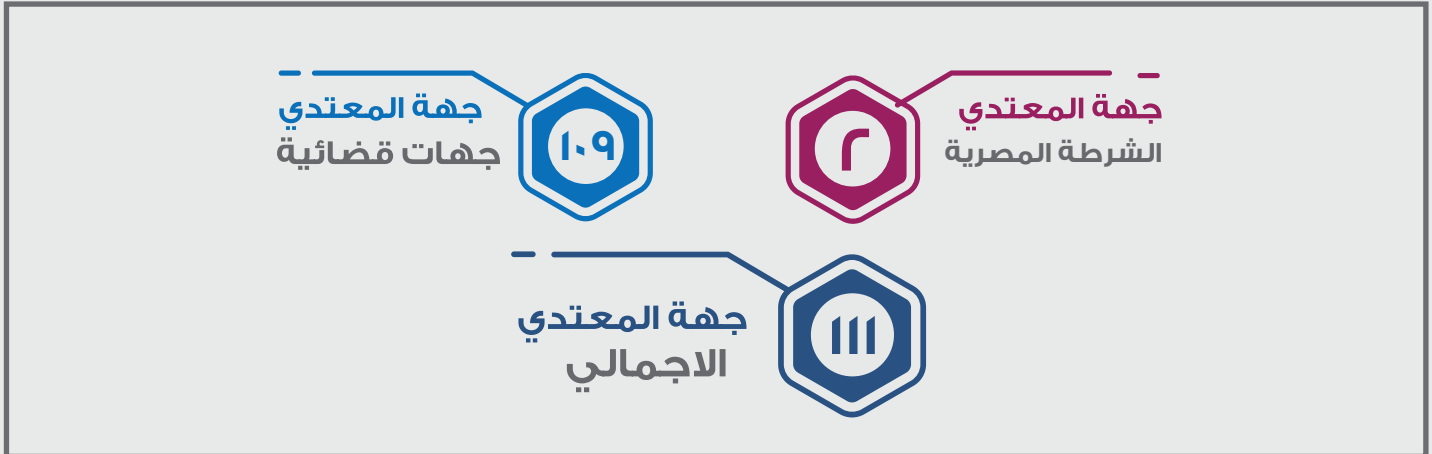 جهة المعتدي
الشرطة المصرية
٢
جهة المعتدي
جهات قضائية
١٠٩
جهة المعتدي
الاجمالي
١١١